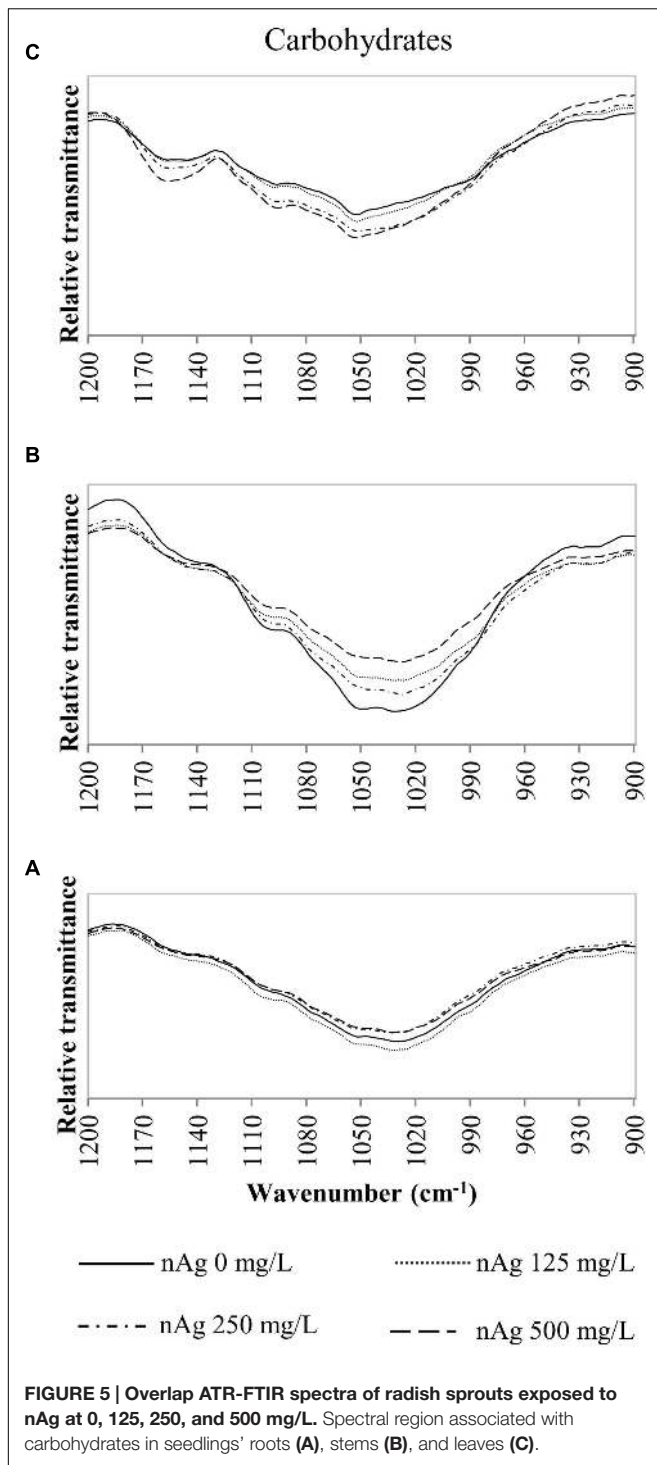 Carbohydrates
C
Relative transmittance
1200 1170 1140 1110 1080 1050 1020 990 960 930 900
B
Relative transmittance
1200 1170 1140 1110 1080 1050 1020 990 960 930 900
A
Relative transmittance
1200 1170 1140 1110 1080 1050 1020 990 960 930 900
Wavenumber (cm⁻¹)
nAg 0 mg/L nAg 125 mg/L
nAg 250 mg/L nAg 500 mg/L
FIGURE 5 | Overlap ATR-FTIR spectra of radish sprouts exposed to
nAg at 0, 125, 250, and 500 mg/L. Spectral region associated with
carbohydrates in seedlings' roots (A), stems (B), and leaves (C).